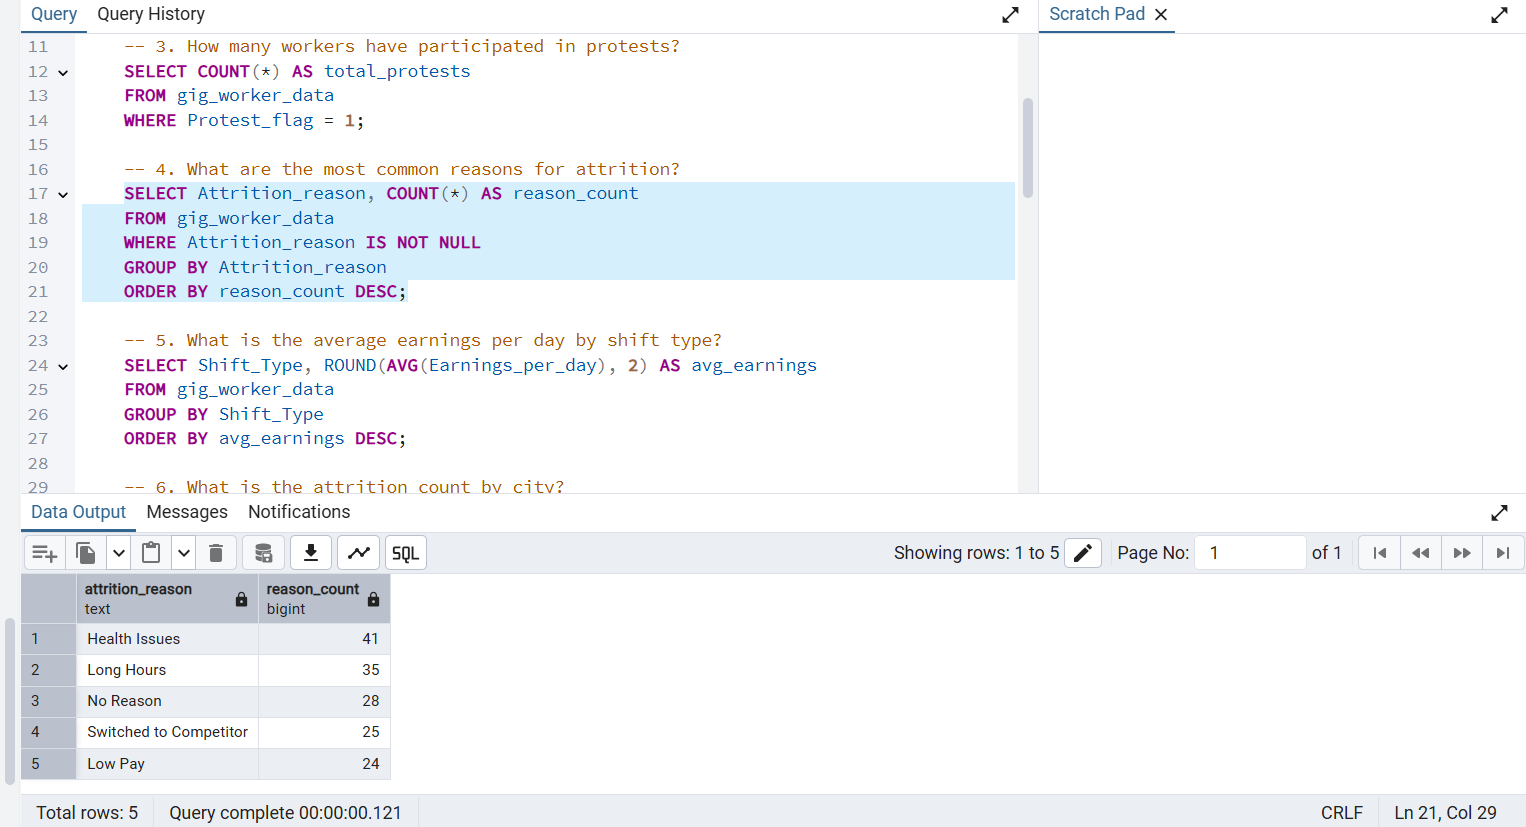 Query Query History
Scratch Pad
11 -- 3. How many workers have participated in protests?
12 SELECT COUNT(*) AS total_protests
13 FROM gig_worker_data
14 WHERE Protest_flag = 1;
15
16 -- 4. What are the most common reasons for attrition?
17 SELECT Attrition_reason, COUNT(*) AS reason_count
18 FROM gig_worker_data
19 WHERE Attrition_reason IS NOT NULL
20 GROUP BY Attrition_reason
21 ORDER BY reason_count DESC;
22
23 -- 5. What is the average earnings per day by shift type?
24 SELECT Shift_Type, ROUND(AVG(Earnings_per_day), 2) AS avg_earnings
25 FROM gig_worker_data
26 GROUP BY Shift_Type
27 ORDER BY avg_earnings DESC;
28
29 -- 6. What is the attrition count by city?
Data Output Messages Notifications
SQL Showing rows: 1 to 5 Page No: 1 of 1
attrition_reason reason_count
text bigint
1 Health Issues 41
2 Long Hours 35
3 No Reason 28
4 Switched to Competitor 25
5 Low Pay 24
Total rows: 5 Query complete 00:00:00.121 CRLF Ln 21, Col 29